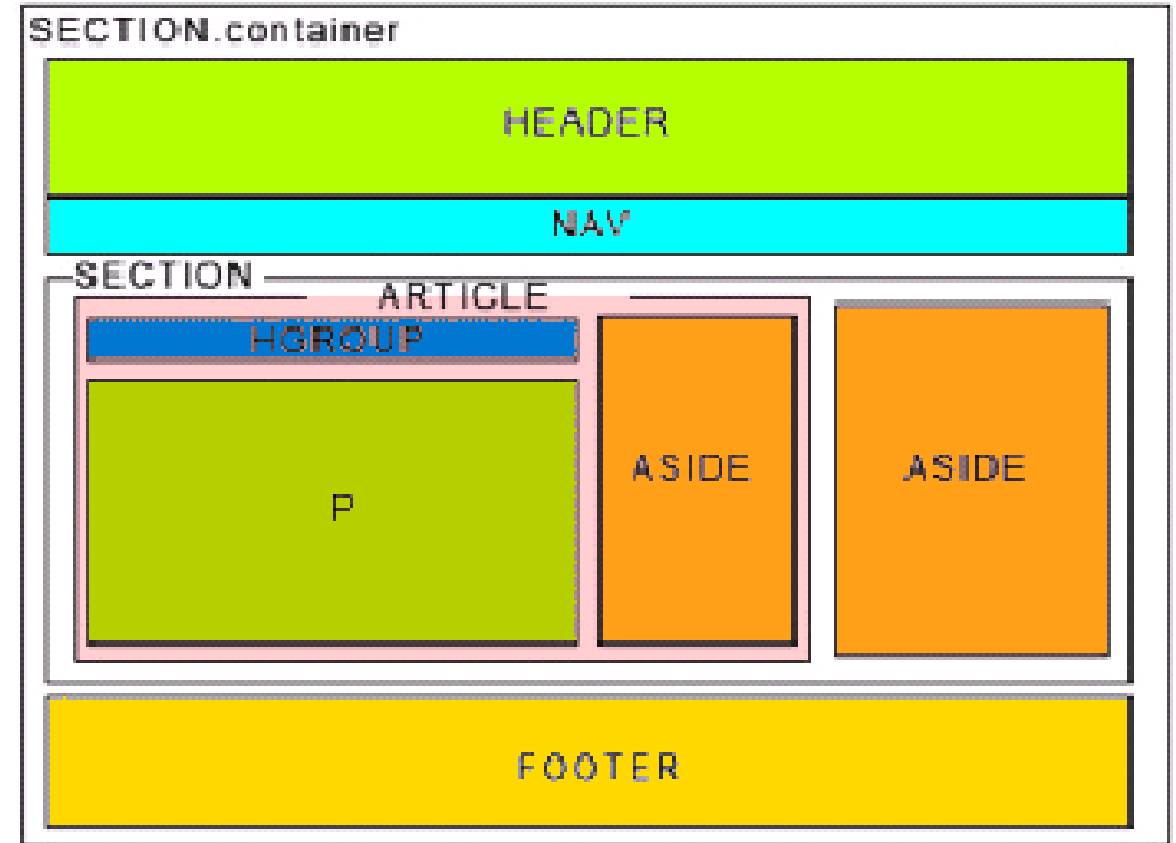 SECTION.container
HEADER
NAV
SECTION
ARTICLE
HGROUP
P
ASIDE
ASIDE
FOOTER